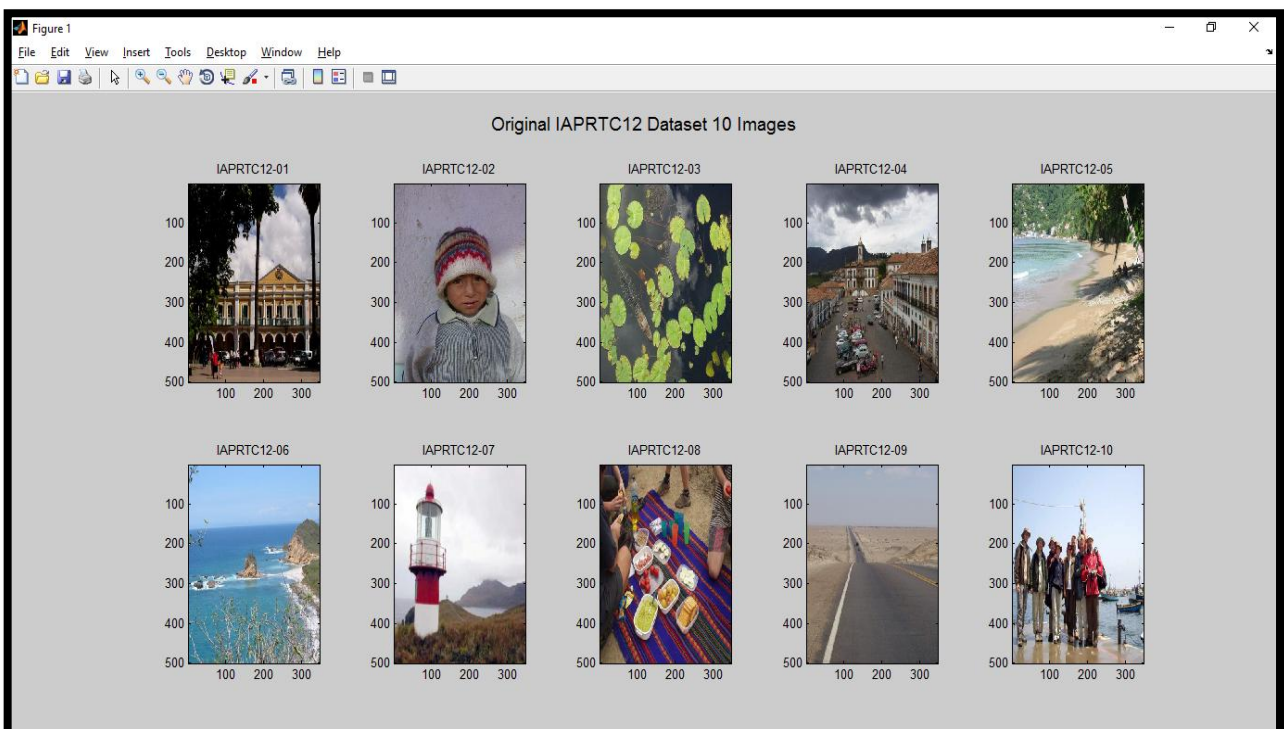 Figure 1
File Edit View Insert Tools Desktop Window Help
Original IAPRTC12 Dataset 10 Images
IAPRTC12-01 IAPRTC12-02 IAPRTC12-03 IAPRTC12-04 IAPRTC12-05
100 100 100 100 100
200 200 200 200 200
300 300 300 300 300
400 400 400 400 400
500 500 500 500 500
100 200 300 100 200 300 100 200 300 100 200 300 100 200 300
IAPRTC12-06 IAPRTC12-07 IAPRTC12-08 IAPRTC12-09 IAPRTC12-10
100 100 100 100 100
200 200 200 200 200
300 300 300 300 300
400 400 400 400 400
500 500 500 500 500
100 200 300 100 200 300 100 200 300 100 200 300 100 200 300